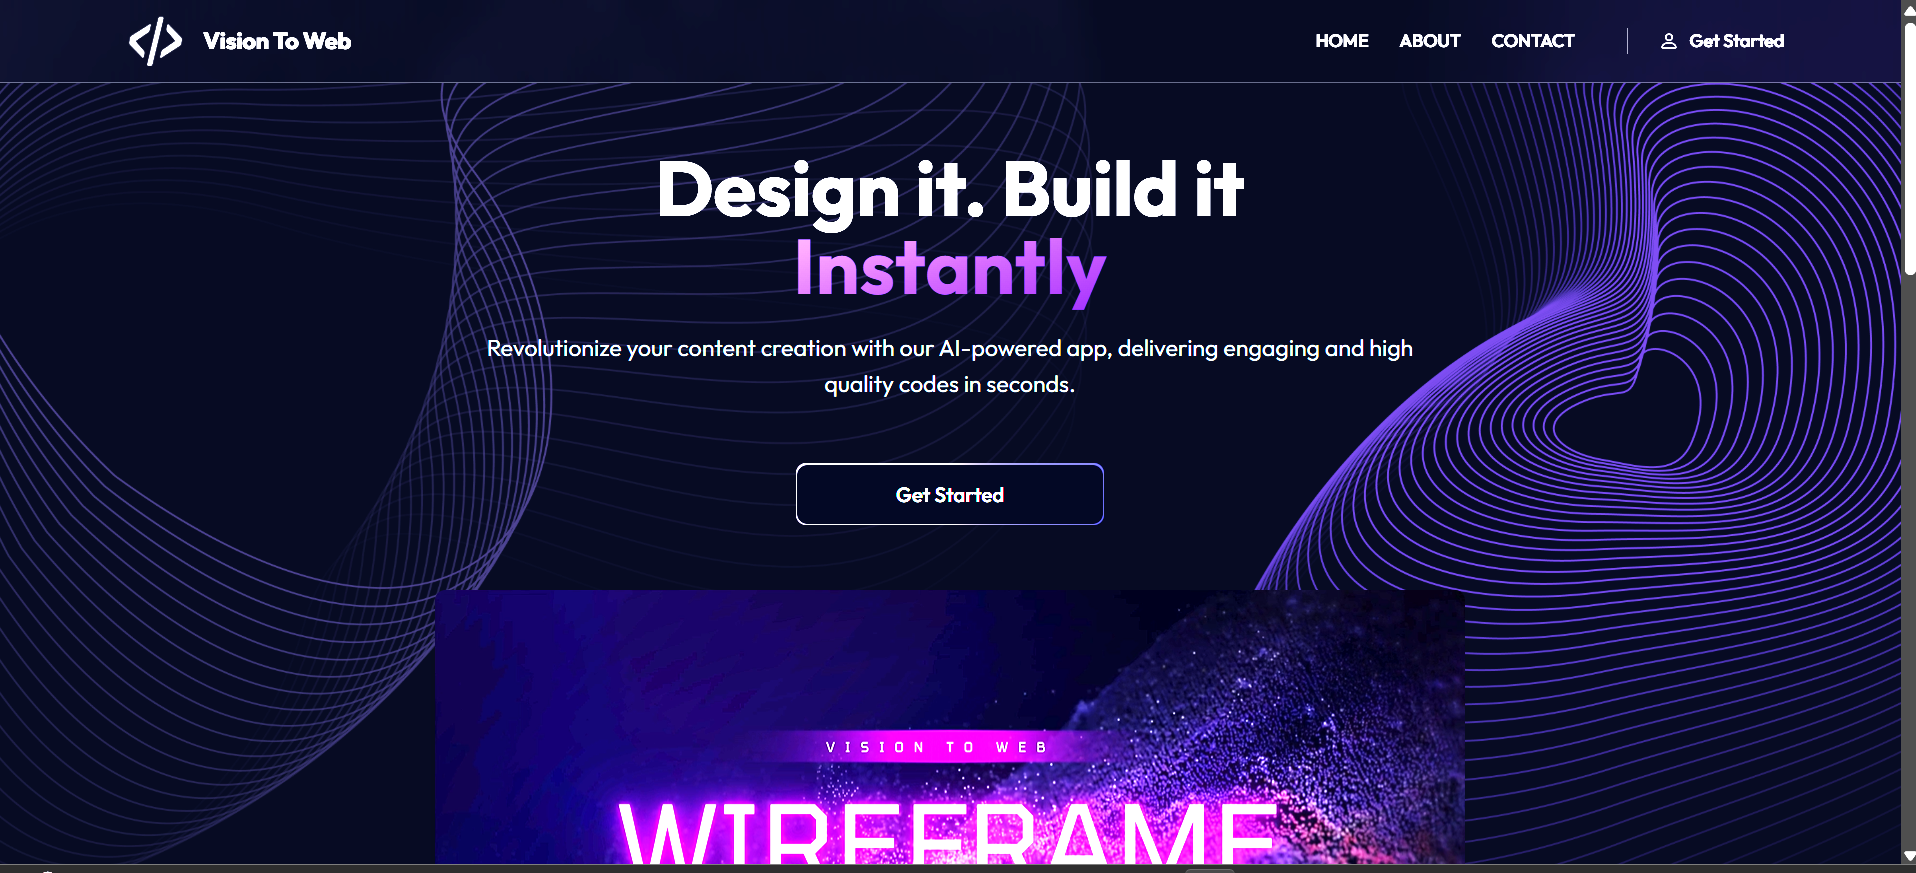 Vision To Web
HOME ABOUT CONTACT Get Started
Design it. Build it
Instantly
Revolutionize your content creation with our AI-powered app, delivering engaging and high
quality codes in seconds.
Get Started
VISION TO WEB
WIREFRAME